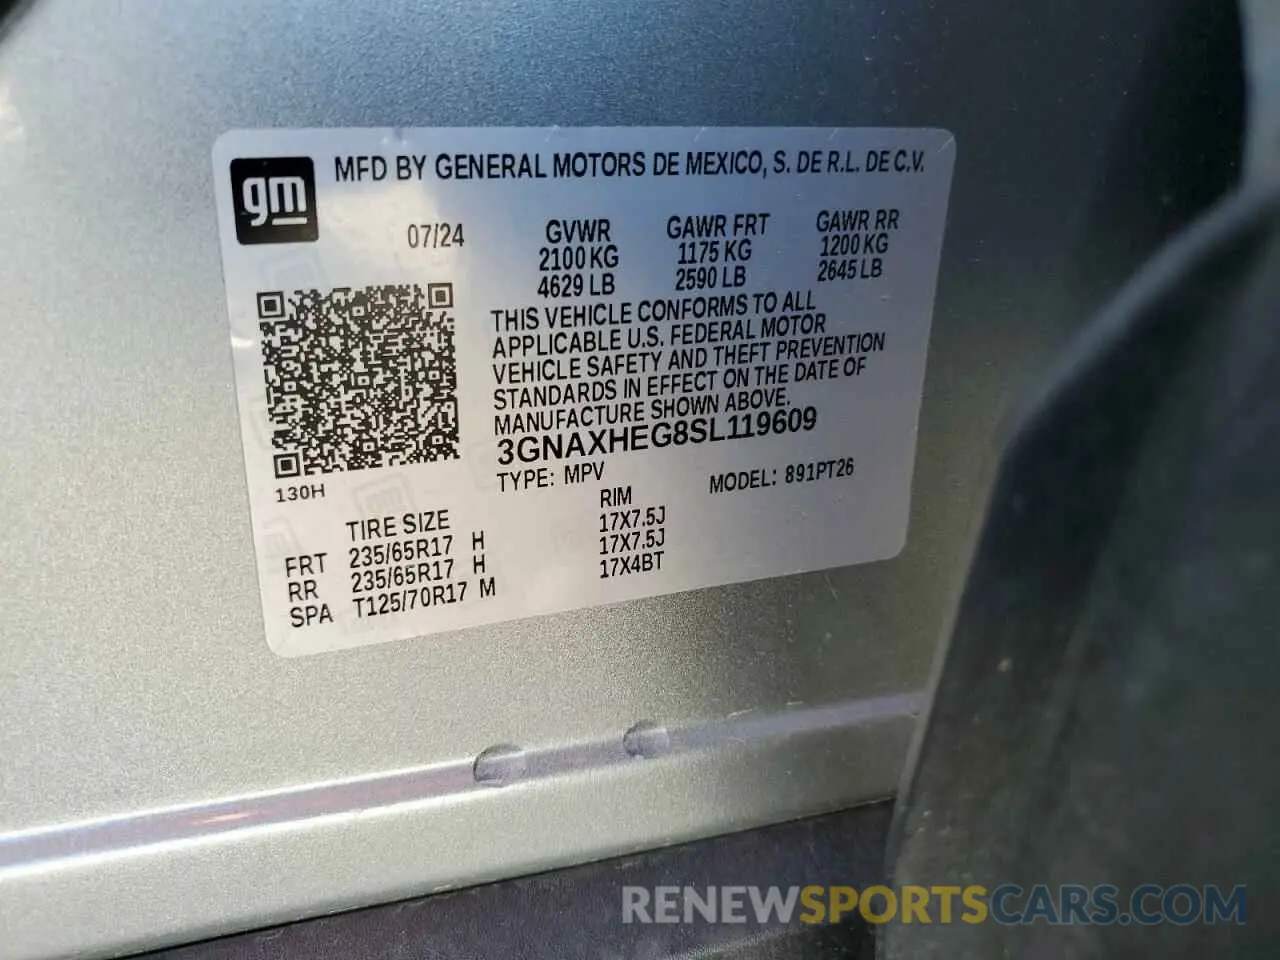 gm
MFD BY GENERAL MOTORS DE MEXICO, S. DE R.L. DE C.V.
07/24
GVWR GAWR FRT GAWR RR
2100 KG 1175 KG 1200 KG
4629 LB 2590 LB 2645 LB
THIS VEHICLE CONFORMS TO ALL
APPLICABLE U.S. FEDERAL MOTOR
VEHICLE SAFETY AND THEFT PREVENTION
STANDARDS IN EFFECT ON THE DATE OF
MANUFACTURE SHOWN ABOVE.
3GNAXHEG8SL119609
130H
TYPE: MPV MODEL: 891PT26
TIRE SIZE RIM
FRT 235/65R17 H 17X7.5J
RR 235/65R17 H 17X7.5J
SPA T125/70R17 M 17X4BT
RENEWSPORTSCARS.COM